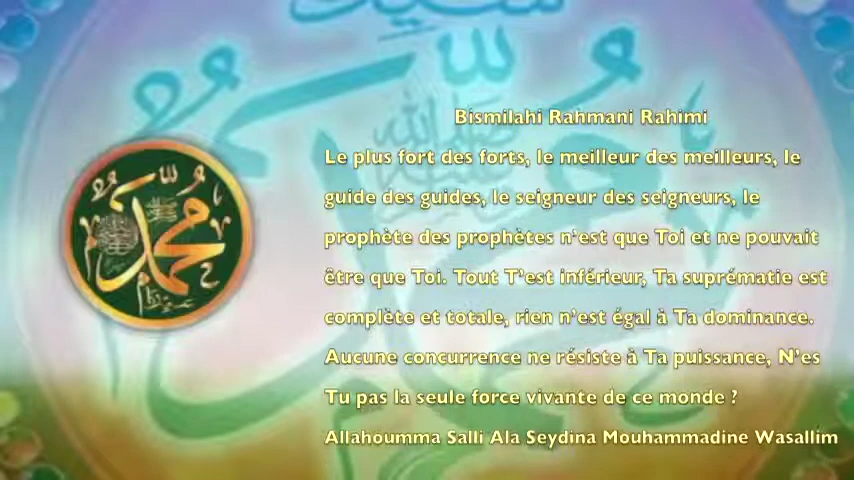 سيدنا
محمد
محمد
Bismilahi Rahmani Rahimi
Le plus fort des forts, le meilleur des meilleurs, le
guide des guides, le seigneur des seigneurs, le
prophète des prophètes n'est que Toi et ne pouvait
être que Toi. Tout T'est inférieur, Ta suprématie est
complète et totale, rien n'est égal à Ta dominance.
Aucune concurrence ne résiste à Ta puissance, N'es
Tu pas la seule force vivante de ce monde ?
Allahoumma Salli Ala Seydina Mouhammadine Wasallim